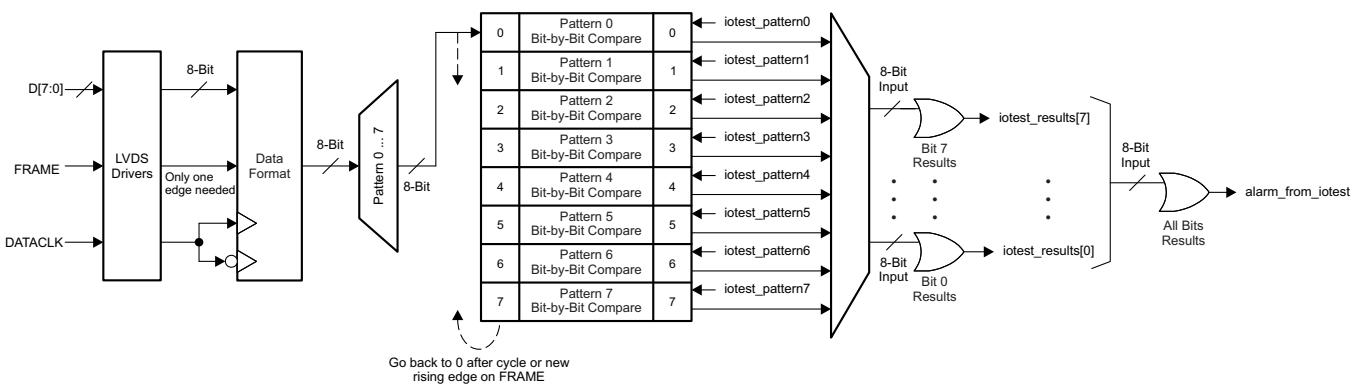 D[7:0]
FRAME
DATACLK
LVDS
Drivers
8-Bit
Only one
edge needed
Data
Format
8-Bit
Pattern 0 ... 7
8-Bit
0
Pattern 0
Bit-by-Bit Compare
0
iotest_pattern0
1
Pattern 1
Bit-by-Bit Compare
1
iotest_pattern1
2
Pattern 2
Bit-by-Bit Compare
2
iotest_pattern2
3
Pattern 3
Bit-by-Bit Compare
3
iotest_pattern3
4
Pattern 4
Bit-by-Bit Compare
4
iotest_pattern4
5
Pattern 5
Bit-by-Bit Compare
5
iotest_pattern5
6
Pattern 6
Bit-by-Bit Compare
6
iotest_pattern6
7
Pattern 7
Bit-by-Bit Compare
7
iotest_pattern7
Go back to 0 after cycle or new
rising edge on FRAME
8-Bit
Input
Bit 7
Results
iotest_results[7]
8-Bit
Input
Bit 0
Results
iotest_results[0]
8-Bit
Input
All Bits
Results
alarm_from_iotest